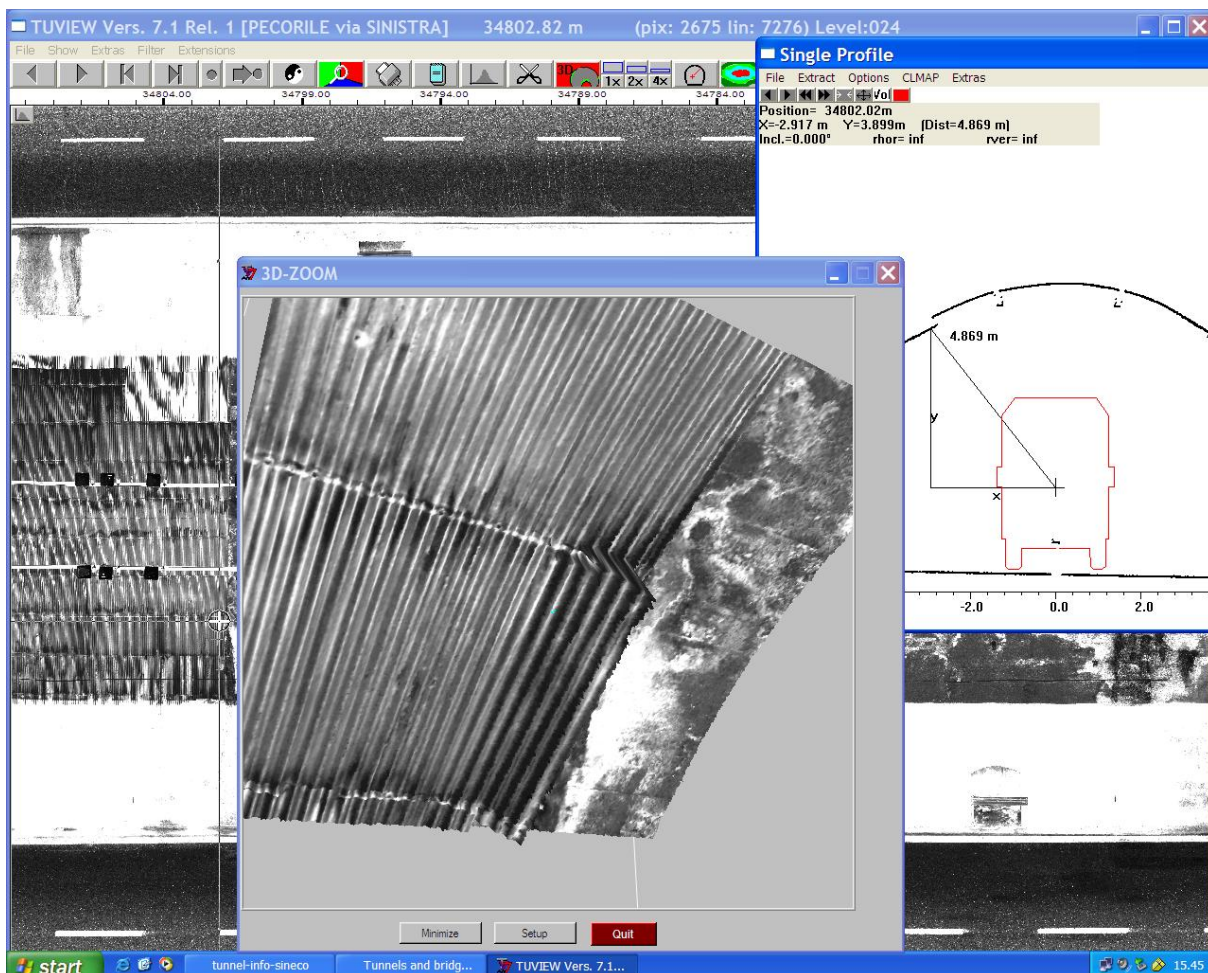 TUVIEW Vers. 7.1 Rel. 1 [PECORILE via SINISTRA] 34802.82 m (pix: 2675 lin: 7276) Level:024
File Show Extras Filter Extensions
3D-
1x 2x 4x
34804.00 34799.00 34794.00 34789.00 34784.00
Single Profile
File Extract Options CLMAP Extras
Vol
Position= 34802.02m
X=-2.917 m Y=3.899m (Dist=4.869 m)
Incl.=0.000° rhor= inf rver= inf
4.869 m
y
x
-2.0 0.0 2.0
3D-ZOOM
Minimize Setup Quit
start tunnel-info-sineco Tunnels and bridg... TUVIEW Vers. 7.1... 15.45